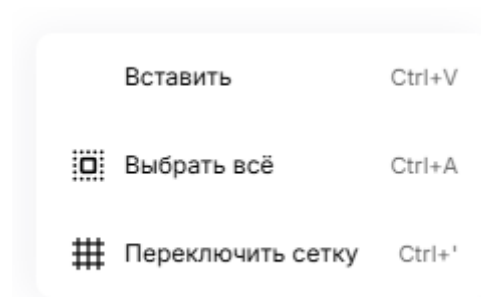 Вставить Ctrl+V
Выбрать всё Ctrl+A
Переключить сетку Ctrl+'